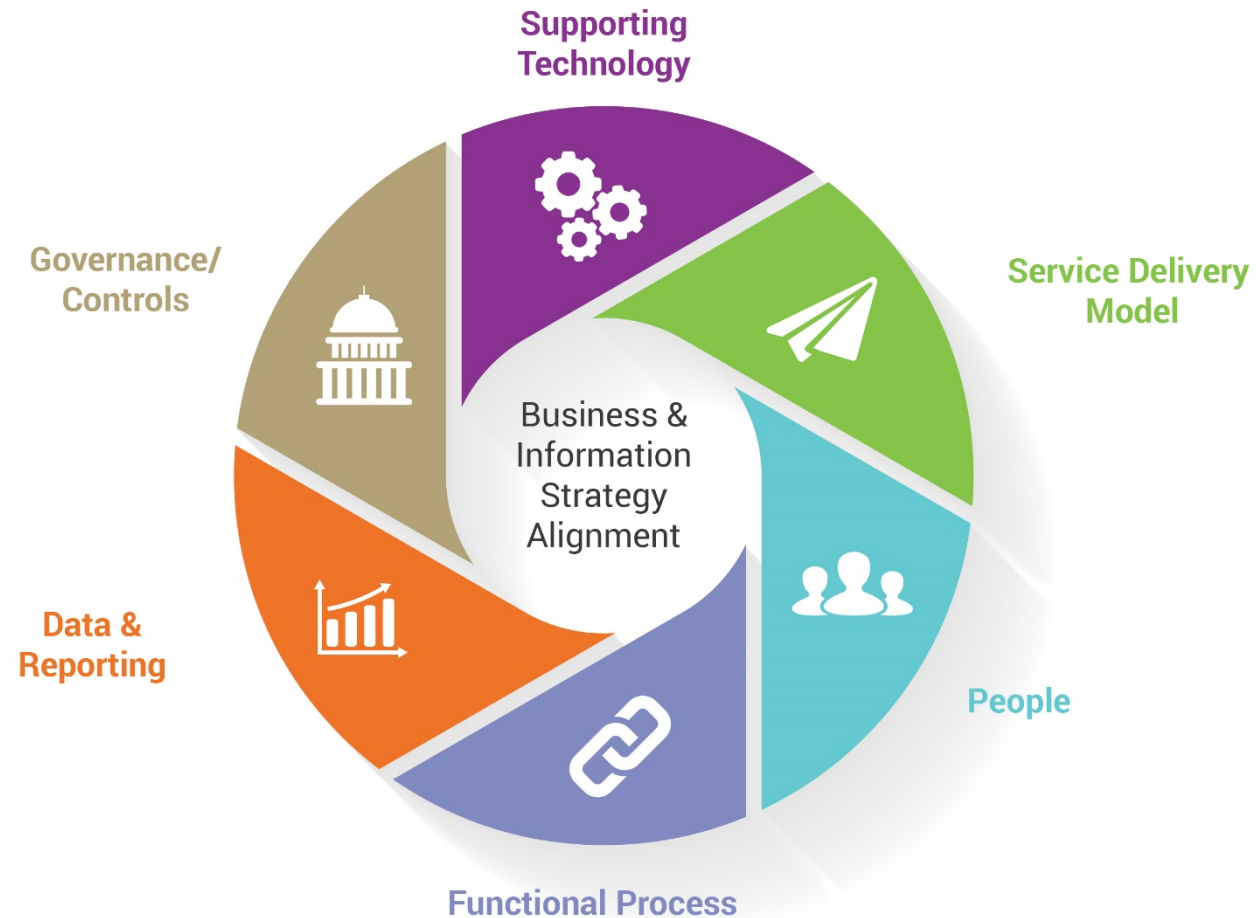 Supporting
Technology
Governance/
Controls
Service Delivery
Model
Business &
Information
Strategy
Alignment
Data &
Reporting
People
Functional Process